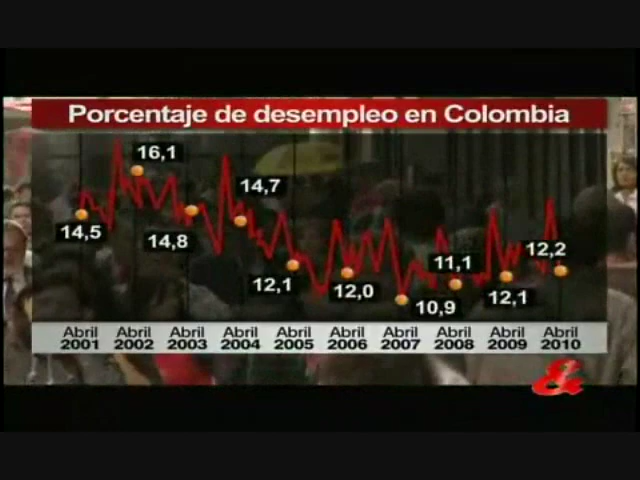 Porcentaje de desempleo en Colombia
14,5
16,1
14,8
14,7
12,1
12,0
10,9
11,1
12,1
12,2
Abril 2001
Abril 2002
Abril 2003
Abril 2004
Abril 2005
Abril 2006
Abril 2007
Abril 2008
Abril 2009
Abril 2010
&